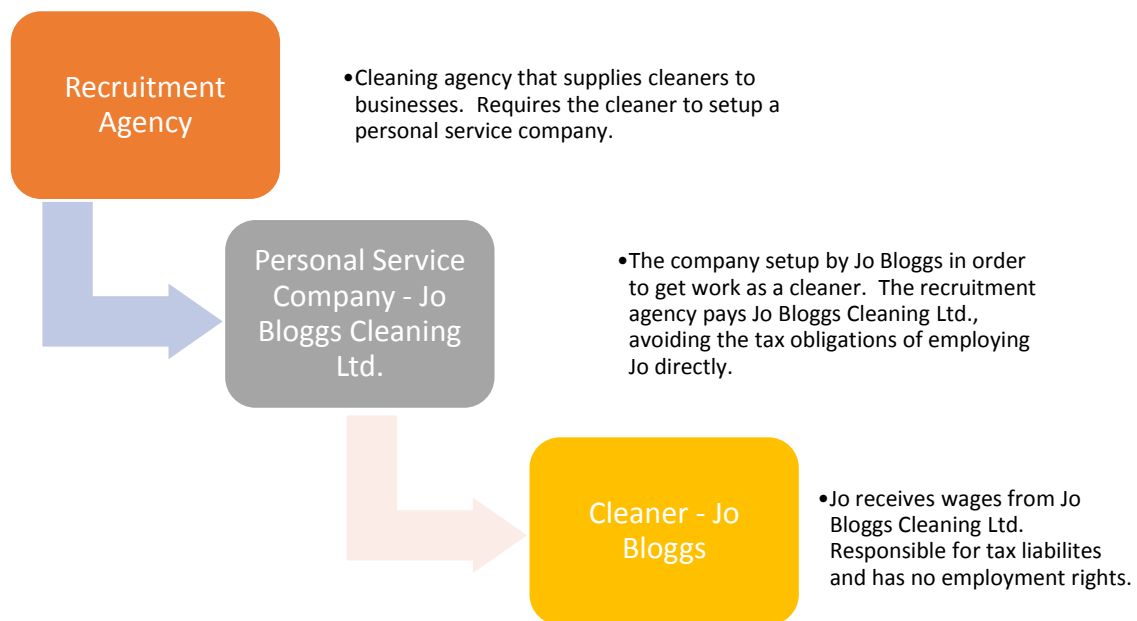 Recruitment
Agency
•Cleaning agency that supplies cleaners to
businesses.  Requires the cleaner to setup a
personal service company.
Personal Service
Company - Jo
Bloggs Cleaning
Ltd.
•The company setup by Jo Bloggs in order
to get work as a cleaner.  The recruitment
agency pays Jo Bloggs Cleaning Ltd.,
avoiding the tax obligations of employing
Jo directly.
Cleaner - Jo
Bloggs
•Jo receives wages from Jo
Bloggs Cleaning Ltd.
Responsible for tax liabilites
and has no employment rights.